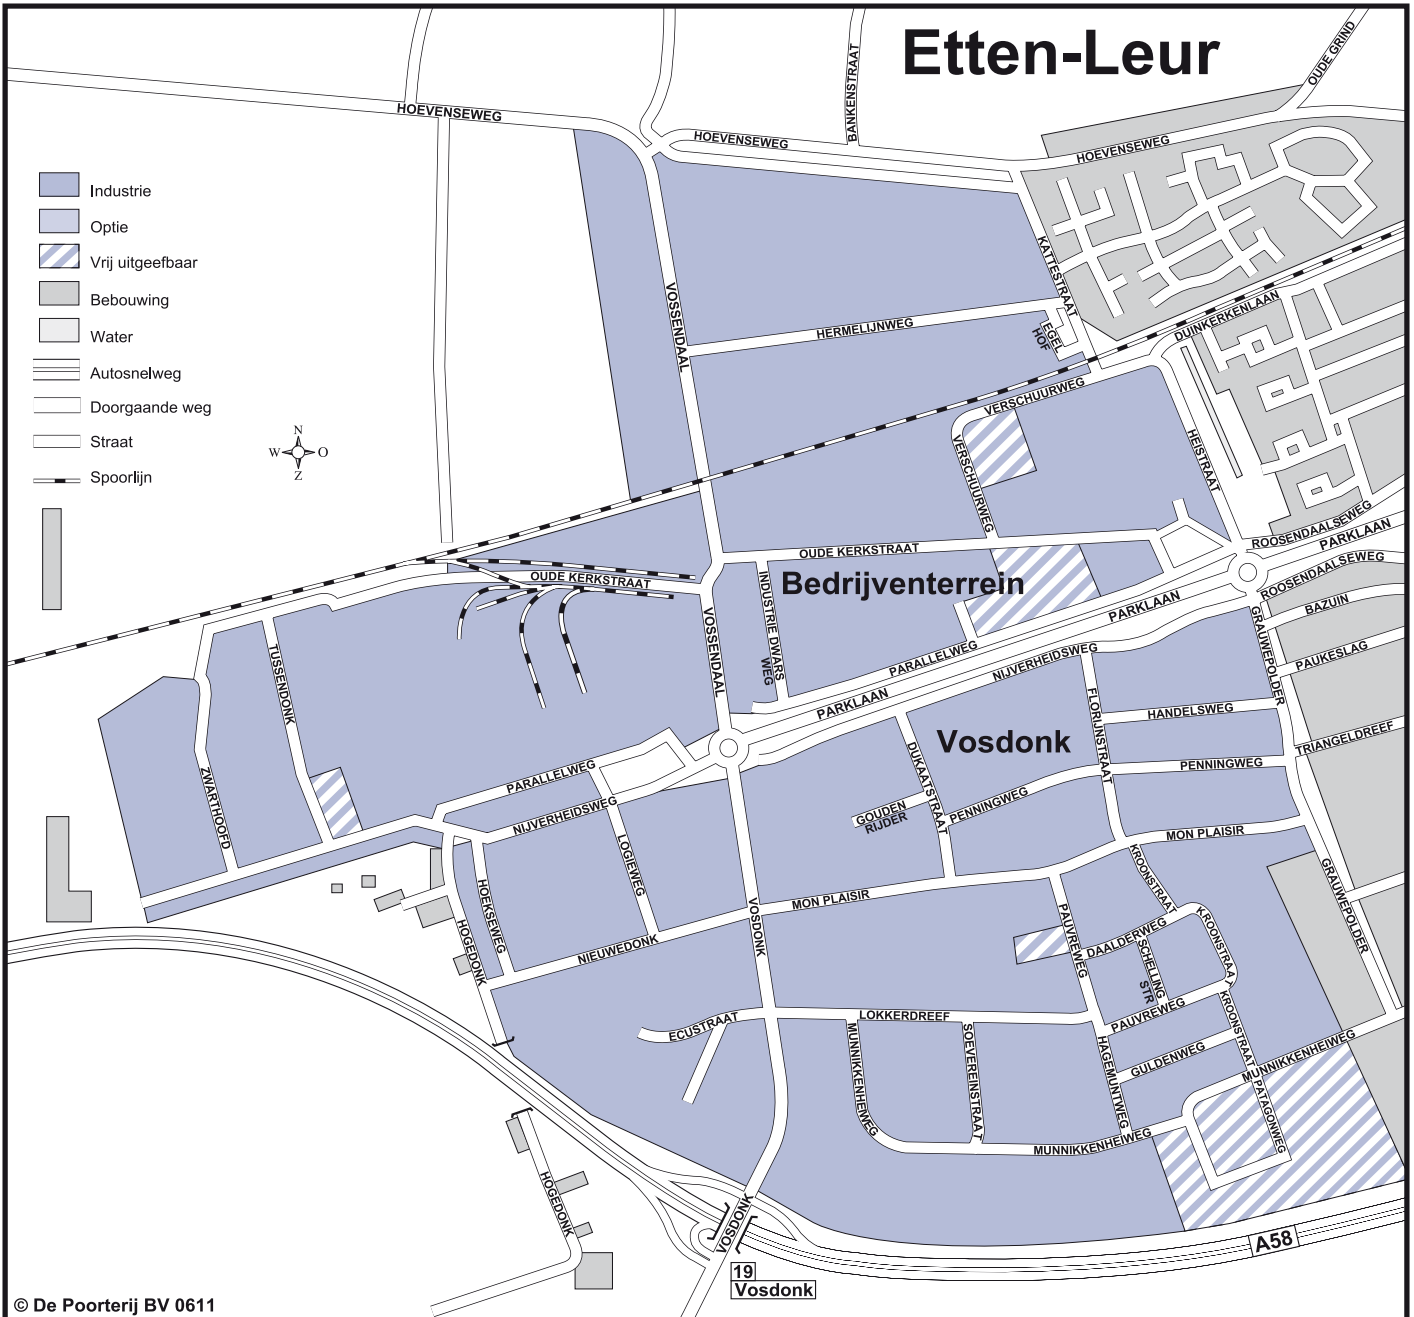 Etten-Leur
OUDE GRIND
BANKENSTRAAT
HOEVENSEWEG
HOEVENSEWEG
HOEVENSEWEG
Industrie
Optie
Vrij uitgeefbaar
Bebouwing
Water
Autosnelweg
Doorgaande weg
Straat
Spoorlijn
N
W O
Z
KATTESTRAAT
VOSSENDAAL
HERMELIJNWEG
EGEL
HOF
DUINKERKENLAAN
VERSCHUURWEG
VERSCHUURWEG
HEISTRAAT
ROOSENDAALSEWEG
PARKLAAN
ROOSENDAALSEWEG
OUDE KERKSTRAAT
OUDE KERKSTRAAT
Bedrijventerrein
INDUSTRIE DWARS
WEG
VOSSENDAAL
PARKLAAN
PARALLELWEG
NIJVERHEIDSWEG
PARKLAAN
GRAUWEPOLDER
BAZUIN
PAUKESLAG
TRIANGELDREEF
TUSSENDONK
ZWARTHOOFD
FLORIJNSTRAAT
HANDELSWEG
Vosdonk
DUKAATSTRAAT
PENNINGWEG
PENNINGWEG
GOUDEN
RIJDER
PARALLELWEG
NIJVERHEIDSWEG
LOGIEWEG
MON PLAISIR
MON PLAISIR
KROONSTRAAT
GRAUWEPOLDER
HOEKSEWEG
HOGEDONK
NIEUWEDONK
VOSDONK
PAUVREWEG
DAALDERWEG
KROONSTRAAT
SCHELLING
STR
PAUVREWEG
KROONSTRAAT
ECUSTRAAT
LOKKERDREEF
MUNNIKKENHEIWEG
SOEVEREINSTRAAT
HAGEMUNTWEG
GULDENWEG
MUNNIKKENHEIWEG
PATAGONWEG
MUNNIKKENHEIWEG
HOGEDONK
VOSDONK
A58
19
Vosdonk
© De Poorterij BV 0611